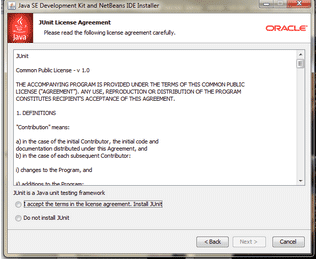 Java SE Development Kit and NetBeans IDE Installer
JUnit License Agreement
Please read the following license agreement carefully.
Java
ORACLE
JUnit
Common Public License - v 1.0
THE ACCOMPANYING PROGRAM IS PROVIDED UNDER THE TERMS OF THIS COMMON PUBLIC
LICENSE ("AGREEMENT"). ANY USE, REPRODUCTION OR DISTRIBUTION OF THE PROGRAM
CONSTITUTES RECIPIENT'S ACCEPTANCE OF THIS AGREEMENT.
1. DEFINITIONS
"Contribution" means:
a) in the case of the initial Contributor, the initial code and
documentation distributed under this Agreement, and
b) in the case of each subsequent Contributor:
i) changes to the Program, and
ii) additions to the Program;
JUnit is a Java unit testing framework
I accept the terms in the license agreement. Install JUnit
Do not install JUnit
< Back
Next >
Cancel